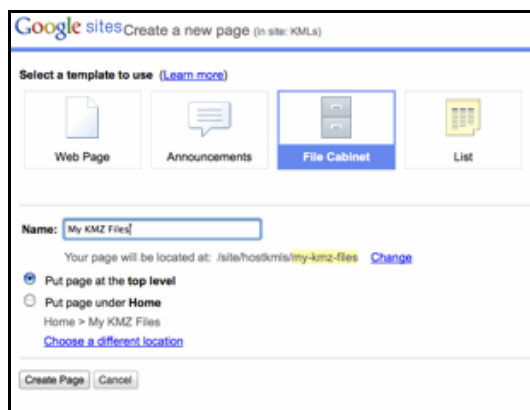 Google sites Create a new page (in site: KMLs)
Select a template to use (Learn more)
Web Page Announcements File Cabinet List
Name: My KMZ Files
Your page will be located at: /site/hostkmls/my-kmz-files Change
Put page at the top level
Put page under Home
Home > My KMZ Files
Choose a different location
Create Page Cancel